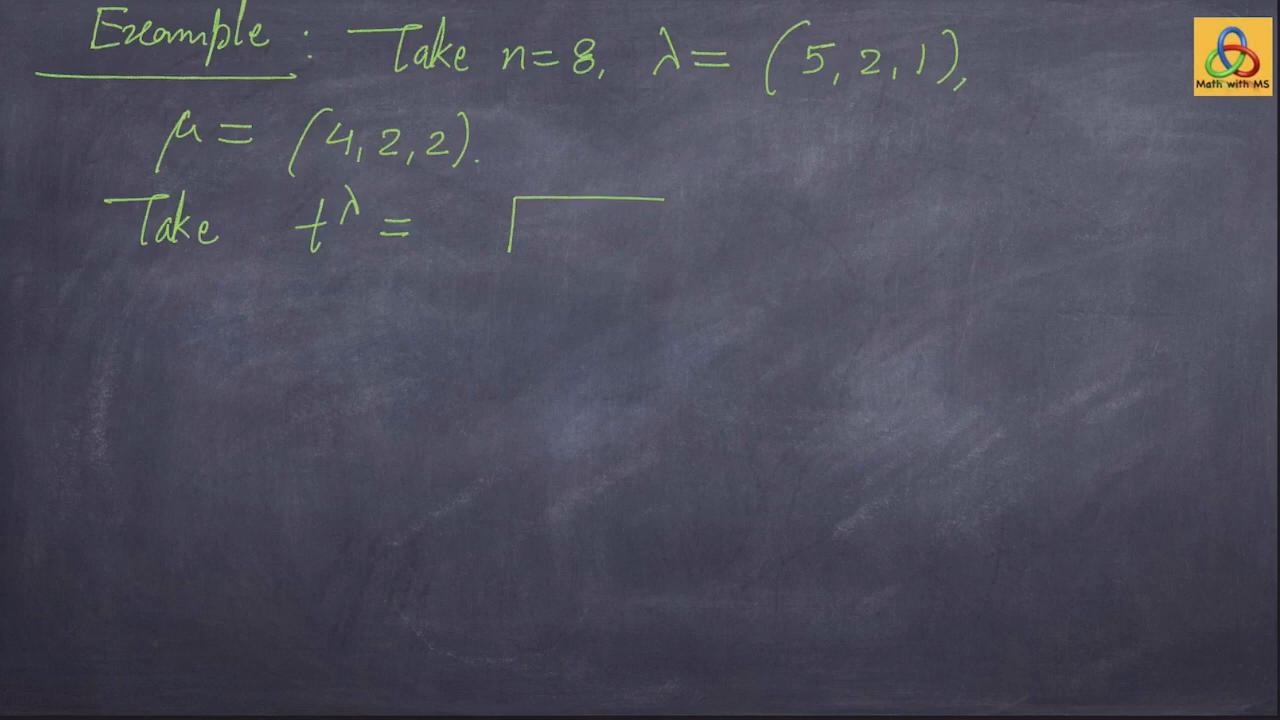 Example : Take n=8, λ= (5,2,1),
Math with MS
μ= (4,2,2).
Take t^λ =